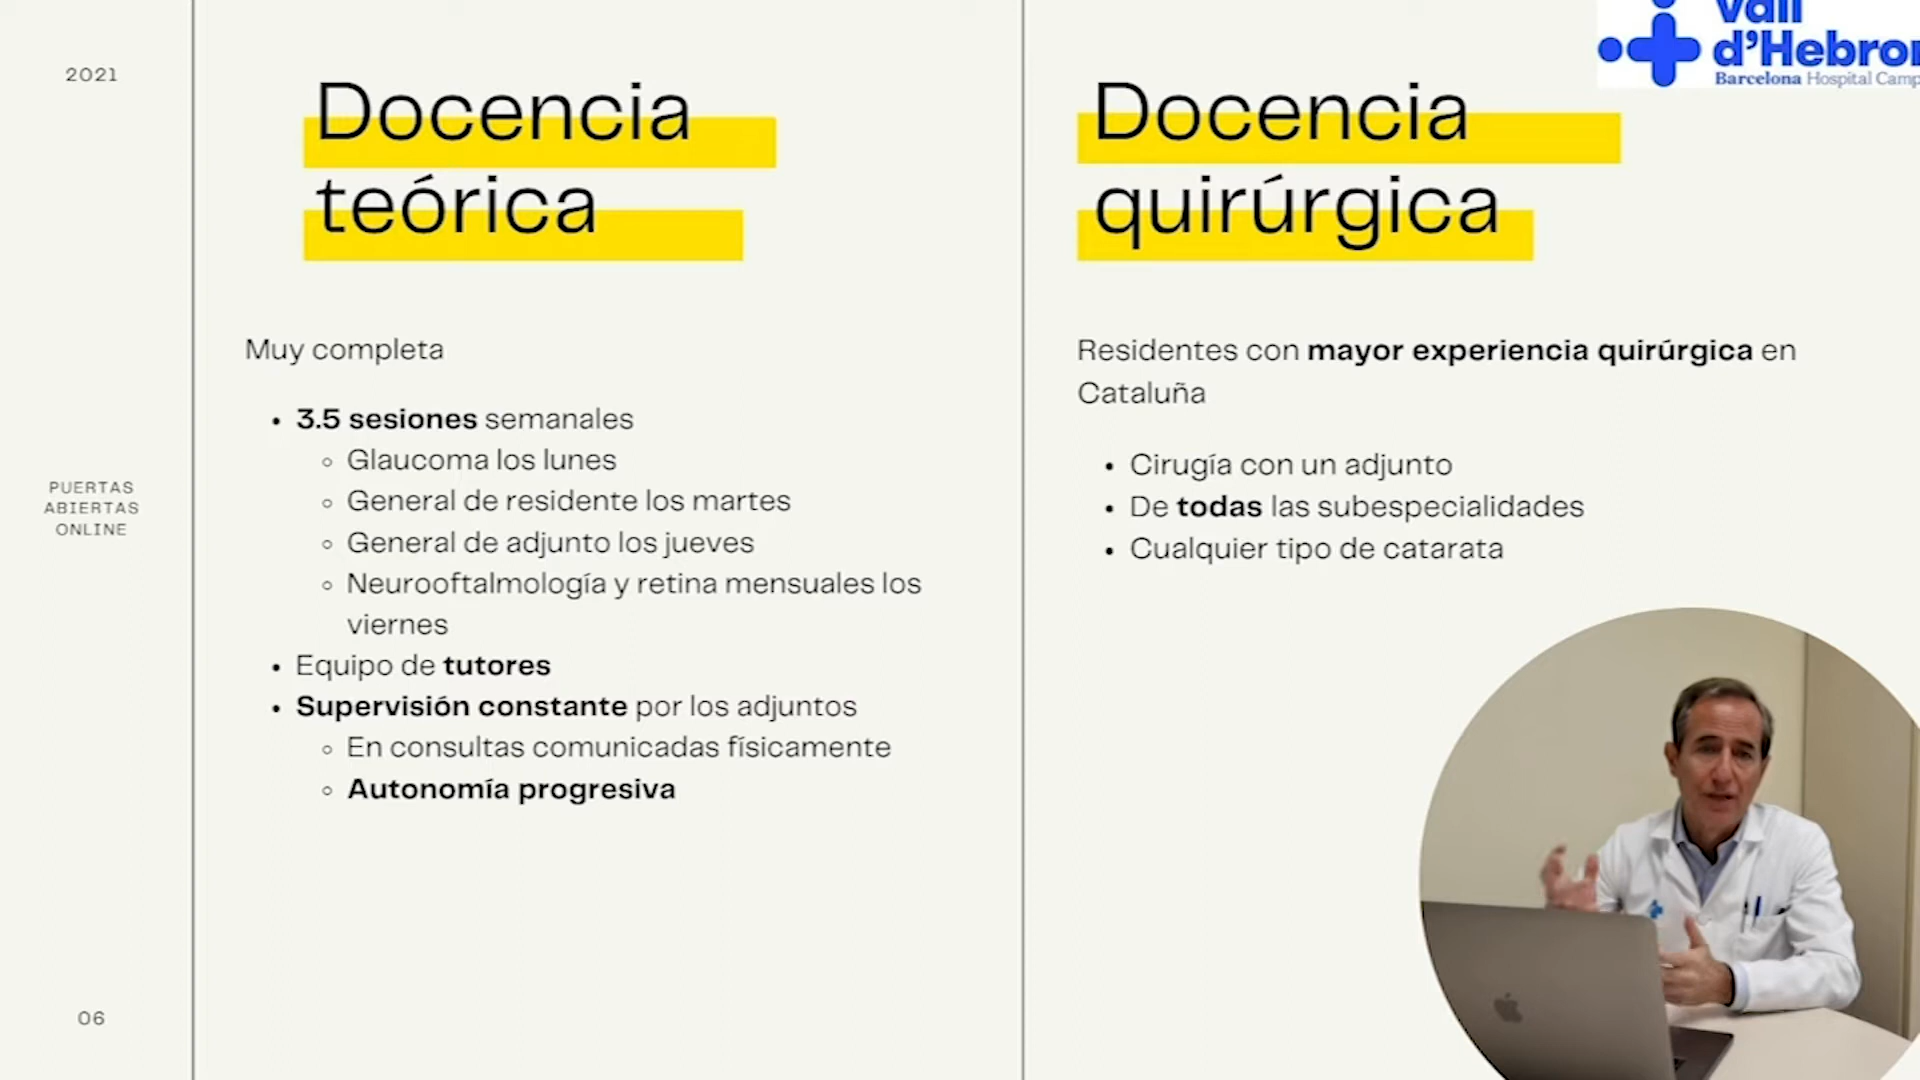 2021
PUERTAS
ABIERTAS
ONLINE
06
Docencia
teórica
Muy completa
• 3.5 sesiones semanales
◦ Glaucoma los lunes
◦ General de residente los martes
◦ General de adjunto los jueves
◦ Neurooftalmología y retina mensuales los
viernes
• Equipo de tutores
• Supervisión constante por los adjuntos
◦ En consultas comunicadas físicamente
◦ Autonomía progresiva
Docencia
quirúrgica
Residentes con mayor experiencia quirúrgica en
Cataluña
• Cirugía con un adjunto
• De todas las subespecialidades
• Cualquier tipo de catarata
Vall
d'Hebron
Barcelona Hospital Camp